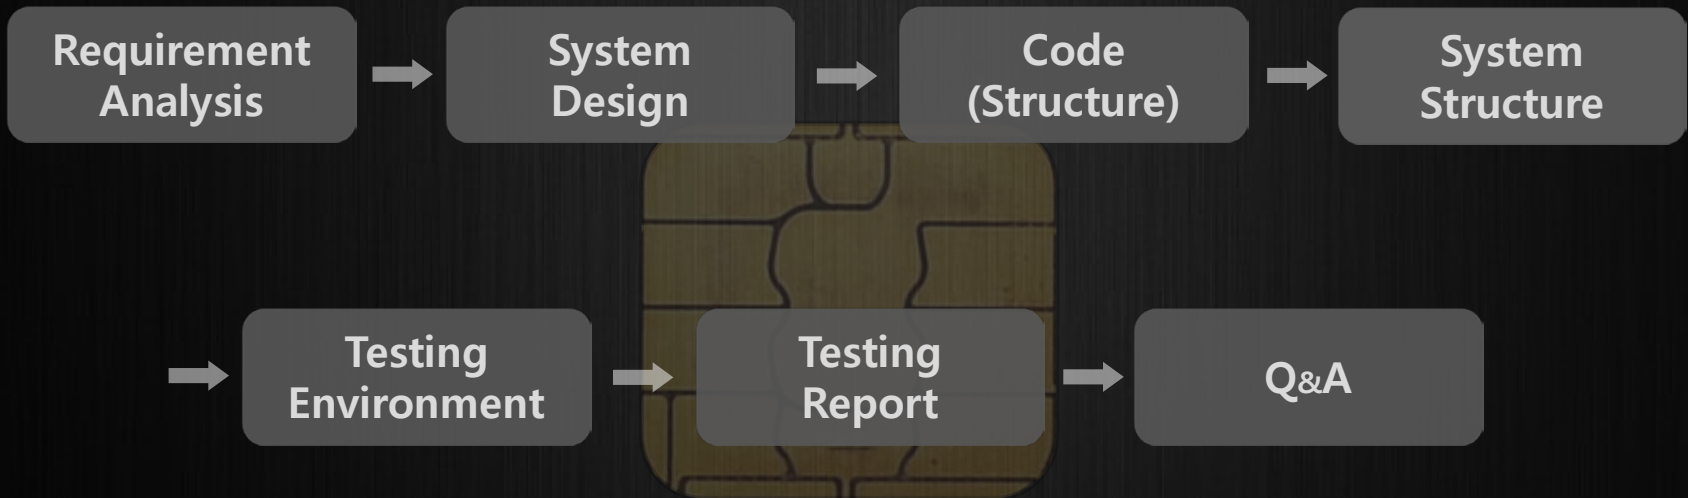 Requirement
Analysis
System
Design
Code
(Structure)
System
Structure
Testing
Environment
Testing
Report
Q&A